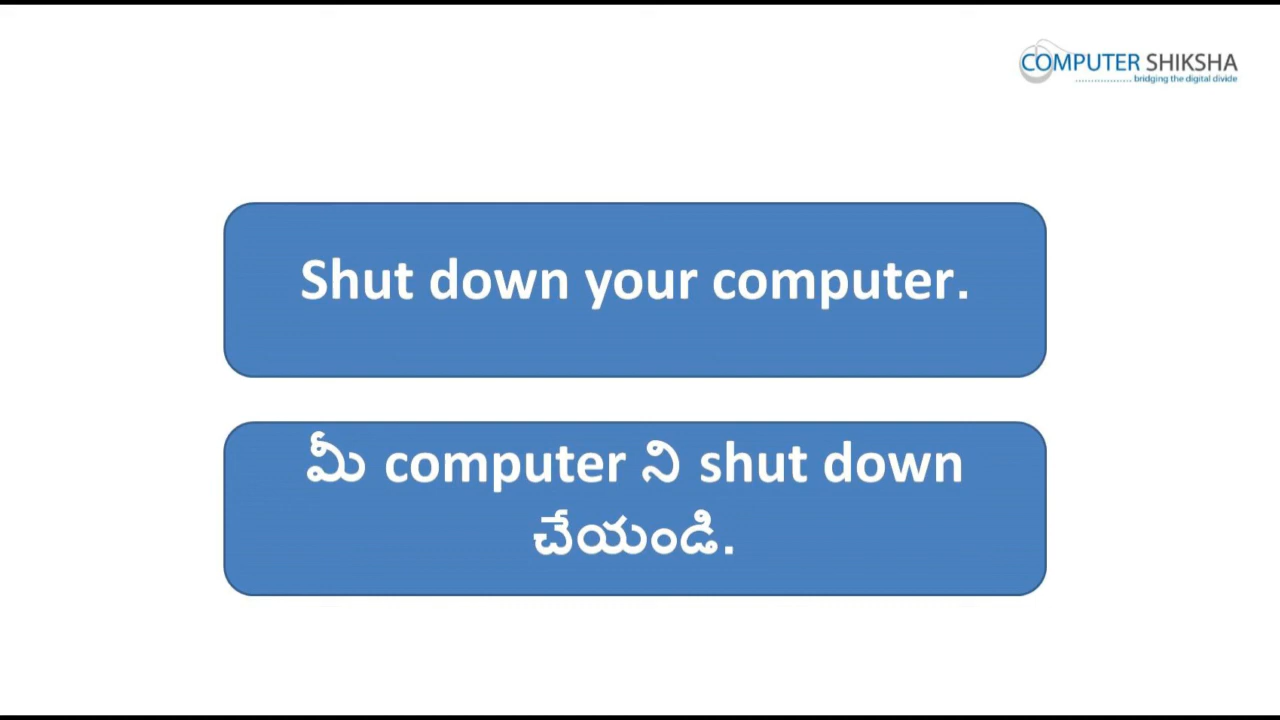 COMPUTER SHIKSHA
bridging the digital divide
Shut down your computer.
మీ computer ని shut down
చేయండి.